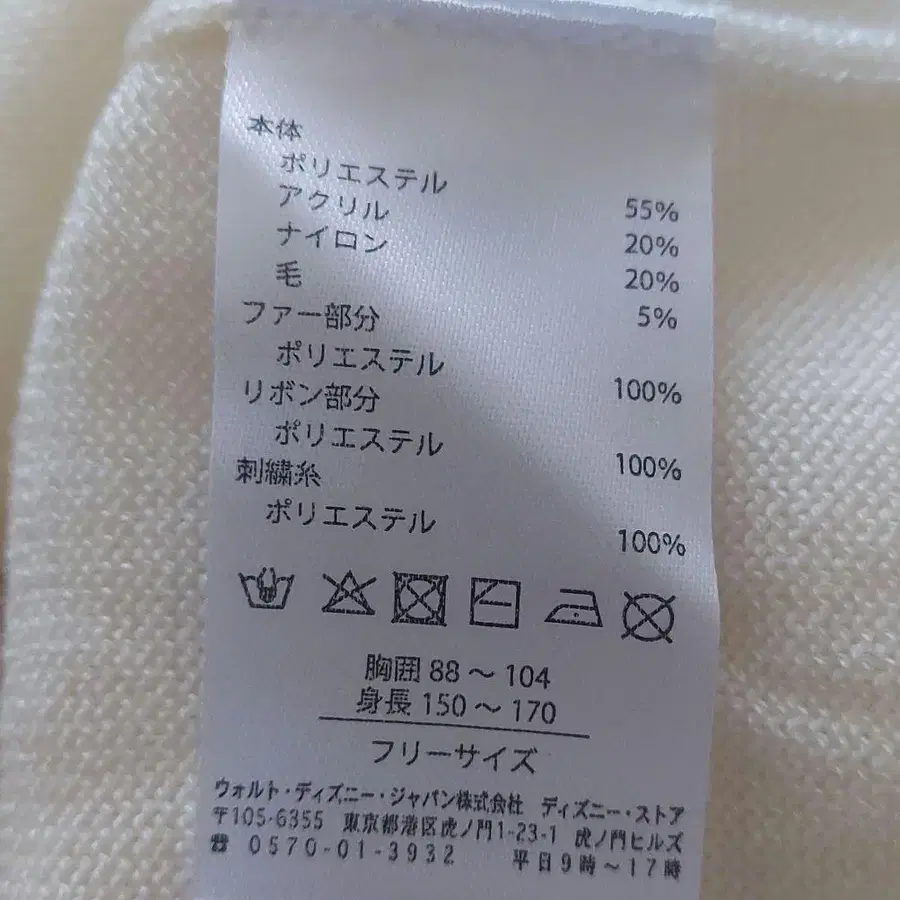 本体
ポリエステル 55%
アクリル 20%
ナイロン 20%
毛 5%
ファー部分
ポリエステル 100%
リボン部分
ポリエステル 100%
刺繍糸
ポリエステル 100%
胸囲 88 〜 104
身長 150 〜 170
フリーサイズ
ウォルト・ディズニー・ジャパン株式会社 ディズニー・ストア
〒105-6355 東京都港区虎ノ門1-23-1 虎ノ門ヒルズ
☎ 0570-01-3932 平日9時〜17時